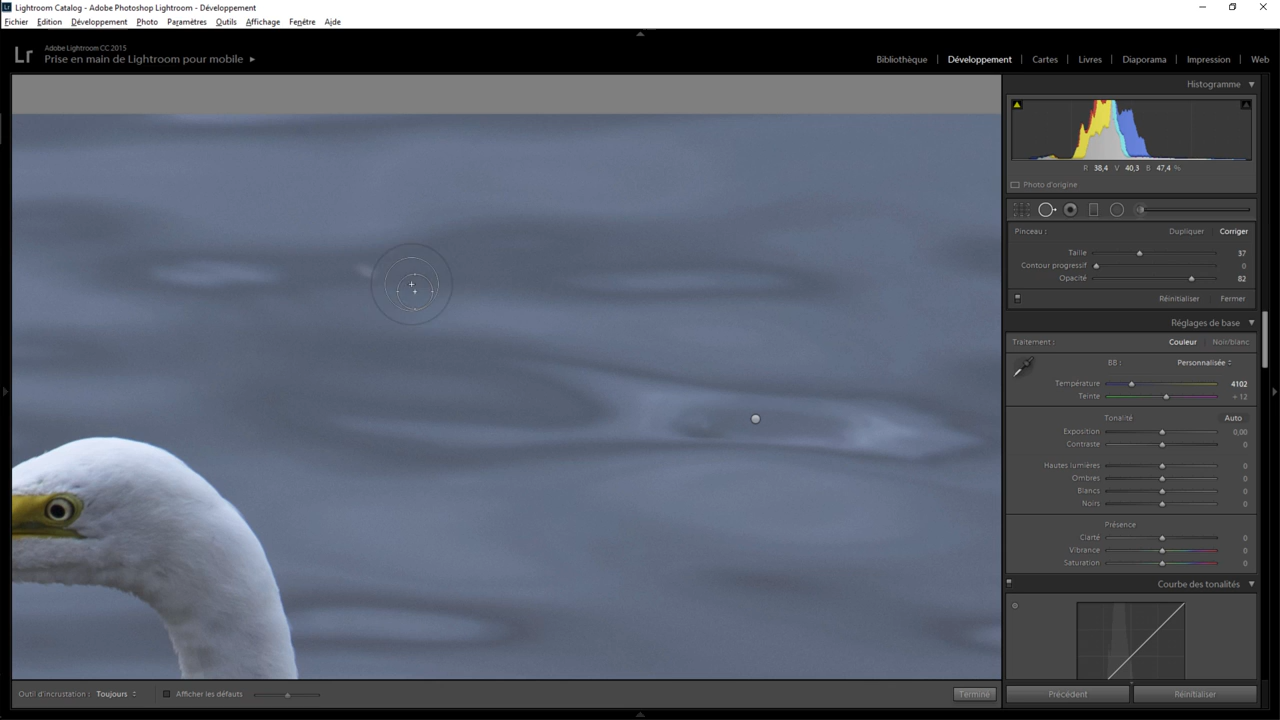 Lightroom Catalog - Adobe Photoshop Lightroom - Développement
Fichier Edition Développement Photo Paramètres Outils Affichage Fenêtre Aide
Lr
Adobe Lightroom CC 2015
Prise en main de Lightroom pour mobile
Bibliothèque | Développement | Cartes | Livres | Diaporama | Impression | Web
Histogramme
R 38,4 V 40,3 B 47,4 %
Photo d'origine
Pinceau : Dupliquer Corriger
Taille 37
Contour progressif 0
Opacité 82
Réinitialiser Fermer
Réglages de base
Traitement : Couleur | Noir/blanc
BB : Personnalisée
Température 4102
Teinte + 12
Tonalité Auto
Exposition 0,00
Contraste 0
Hautes lumières 0
Ombres 0
Blancs 0
Noirs 0
Présence
Clarté 0
Vibrance 0
Saturation 0
Courbe des tonalités
Outil d'incrustation : Toujours Afficher les défauts Terminé
Précédent Réinitialiser